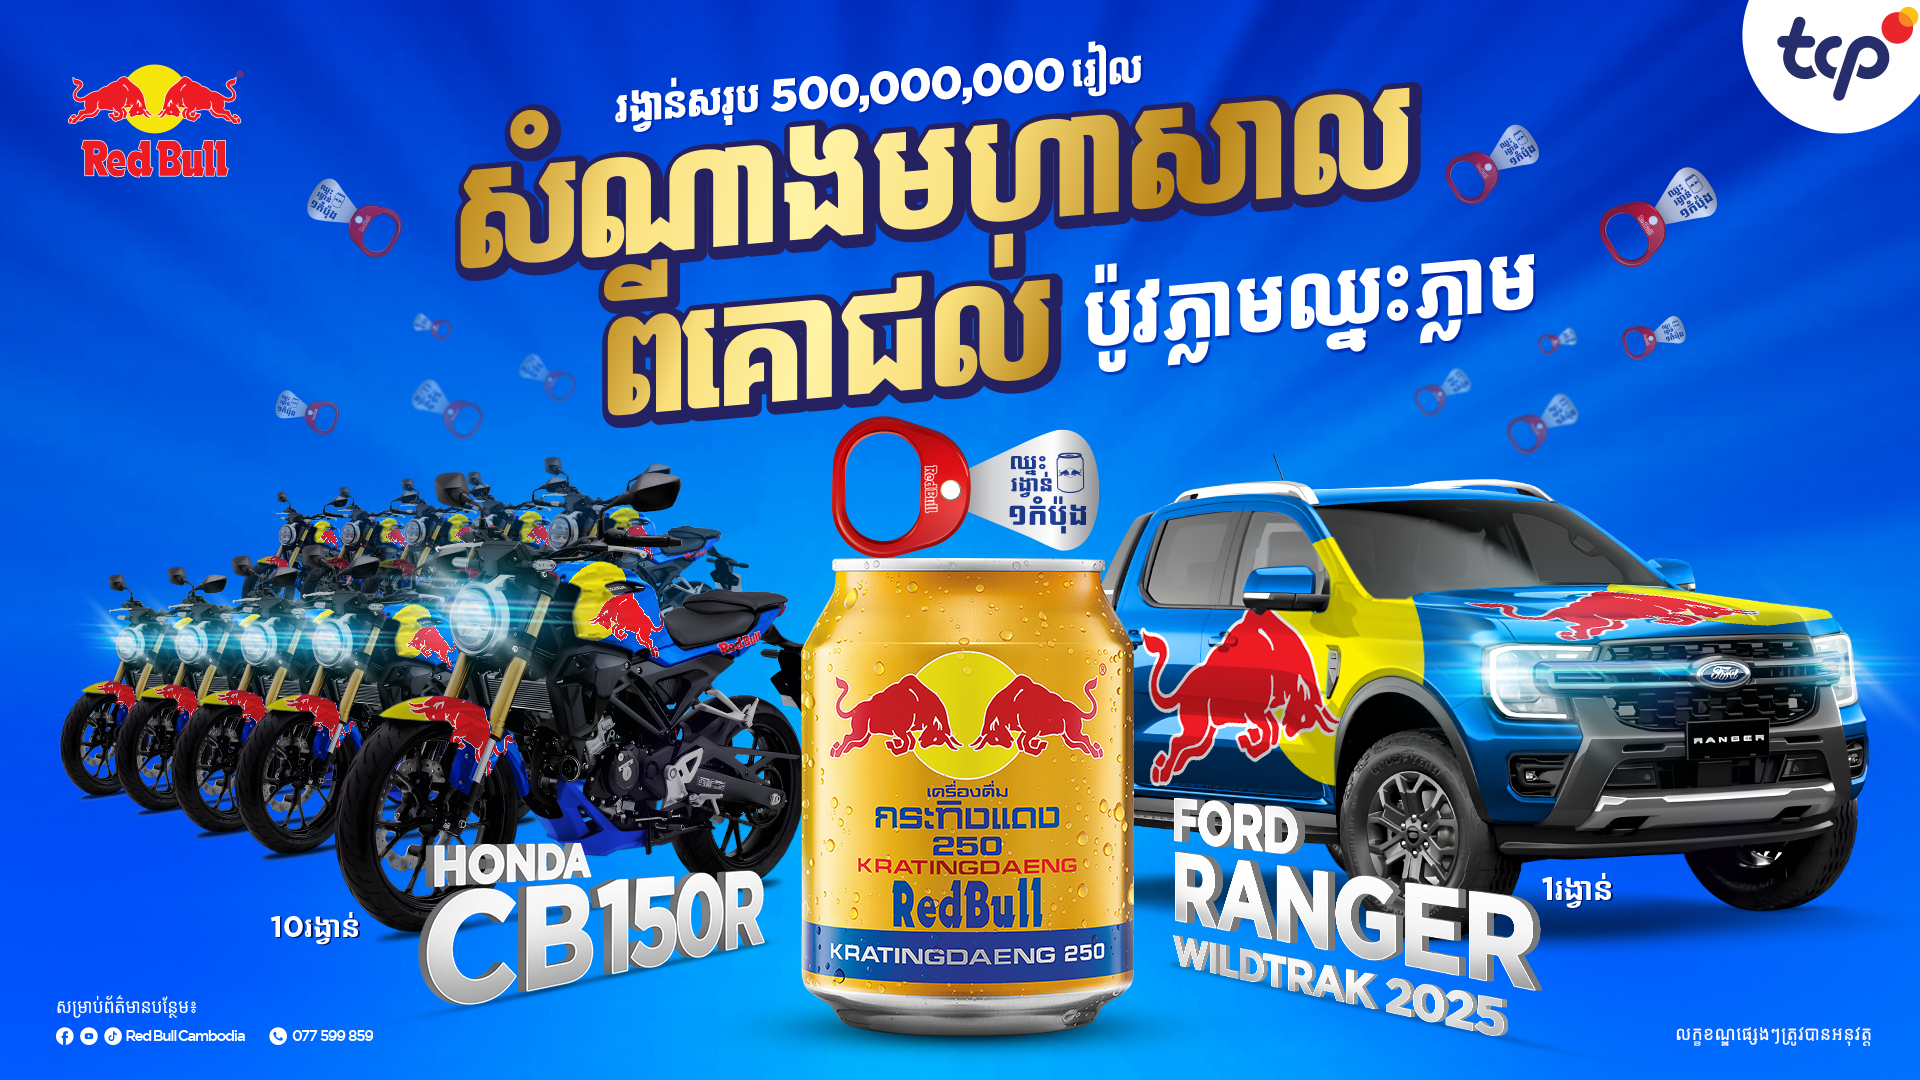 Red Bull
tcp
រង្វាន់សរុប 500,000,000 រៀល
សំណាងមហាសាល
ពីគោជល់ ប៉ូវភ្លាមឈ្នះភ្លាម
RedBull
ឈ្នះ
រង្វាន់
១កំប៉ុង
เครื่องดื่ม
กระทิงแดง
250
KRATINGDAENG
RedBull
KRATINGDAENG 250
HONDA
CB150R
10រង្វាន់
Red Bull
Ford
RANGER
FORD
RANGER
WILDTRAK 2025
1រង្វាន់
សម្រាប់ព័ត៌មានបន្ថែម៖
Red Bull Cambodia 077 599 859
លក្ខខណ្ឌផ្សេងៗត្រូវបានអនុវត្ត